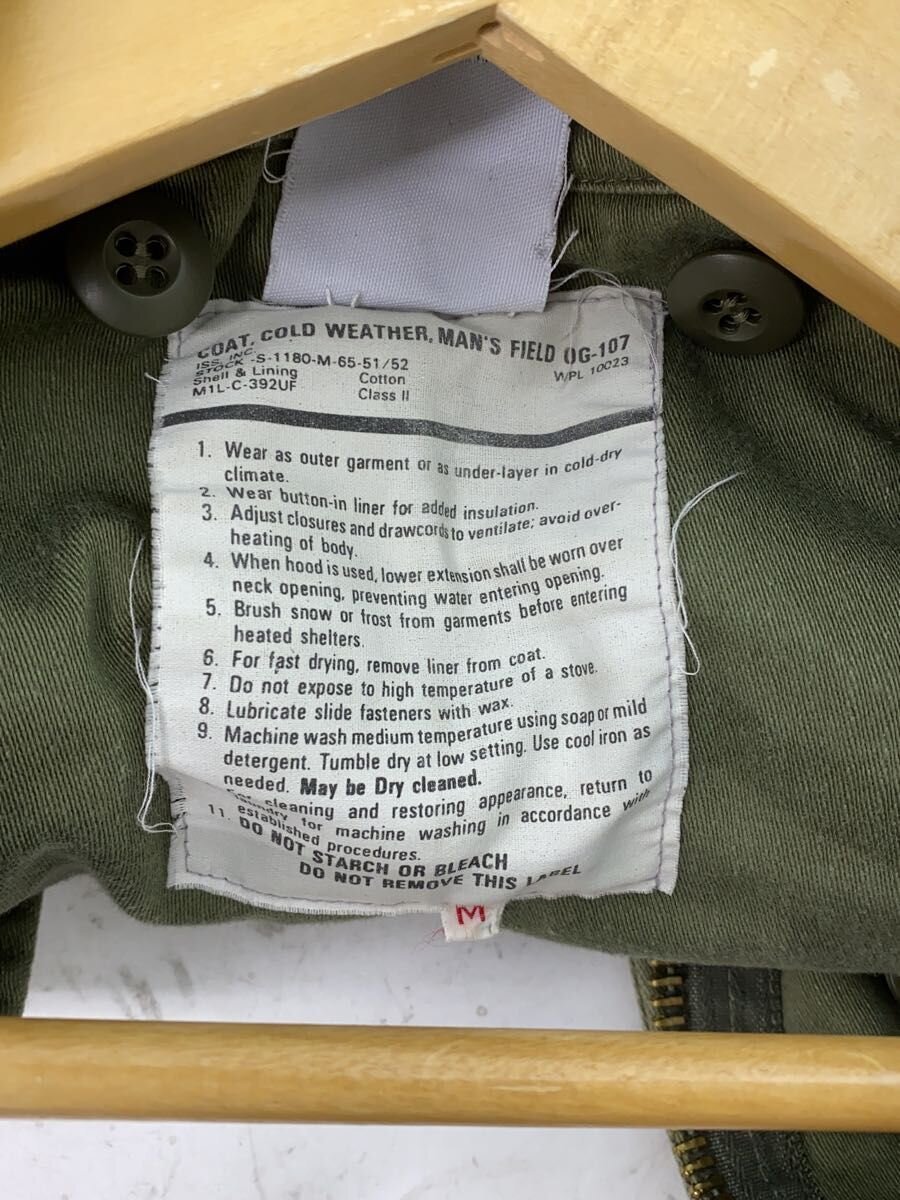 COAT, COLD WEATHER, MAN'S FIELD OG-107
ISS, INC. WPL 10023
STOCK -S-1180-M-65-51/52
Shell & Lining Cotton
M1L-C-392UF Class II
1. Wear as outer garment or as under-layer in cold-dry
climate.
2. Wear button-in liner for added insulation.
3. Adjust closures and drawcords to ventilate; avoid over-
heating of body.
4. When hood is used, lower extension shall be worn over
neck opening, preventing water entering opening.
5. Brush snow or frost from garments before entering
heated shelters.
6. For fast drying, remove liner from coat.
7. Do not expose to high temperature of a stove.
8. Lubricate slide fasteners with wax.
9. Machine wash medium temperature using soap or mild
detergent. Tumble dry at low setting. Use cool iron as
needed. May be Dry cleaned.
For cleaning and restoring appearance, return to
laundry for machine washing in accordance with
established procedures.
11. DO NOT STARCH OR BLEACH
DO NOT REMOVE THIS LABEL
M